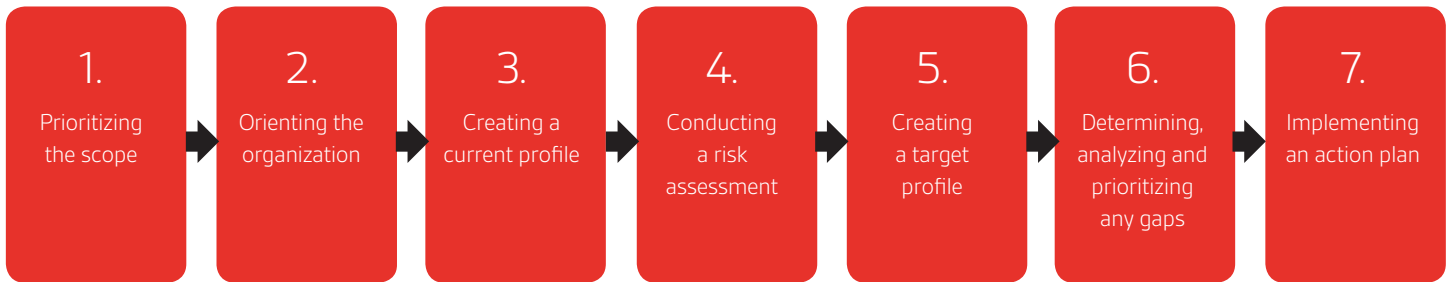 1.
Prioritizing
the scope
2.
Orienting the
organization
3.
Creating a
current profile
4.
Conducting
a risk
assessment
5.
Creating
a target
profile
6.
Determining,
analyzing and
prioritizing
any gaps
7.
Implementing
an action plan